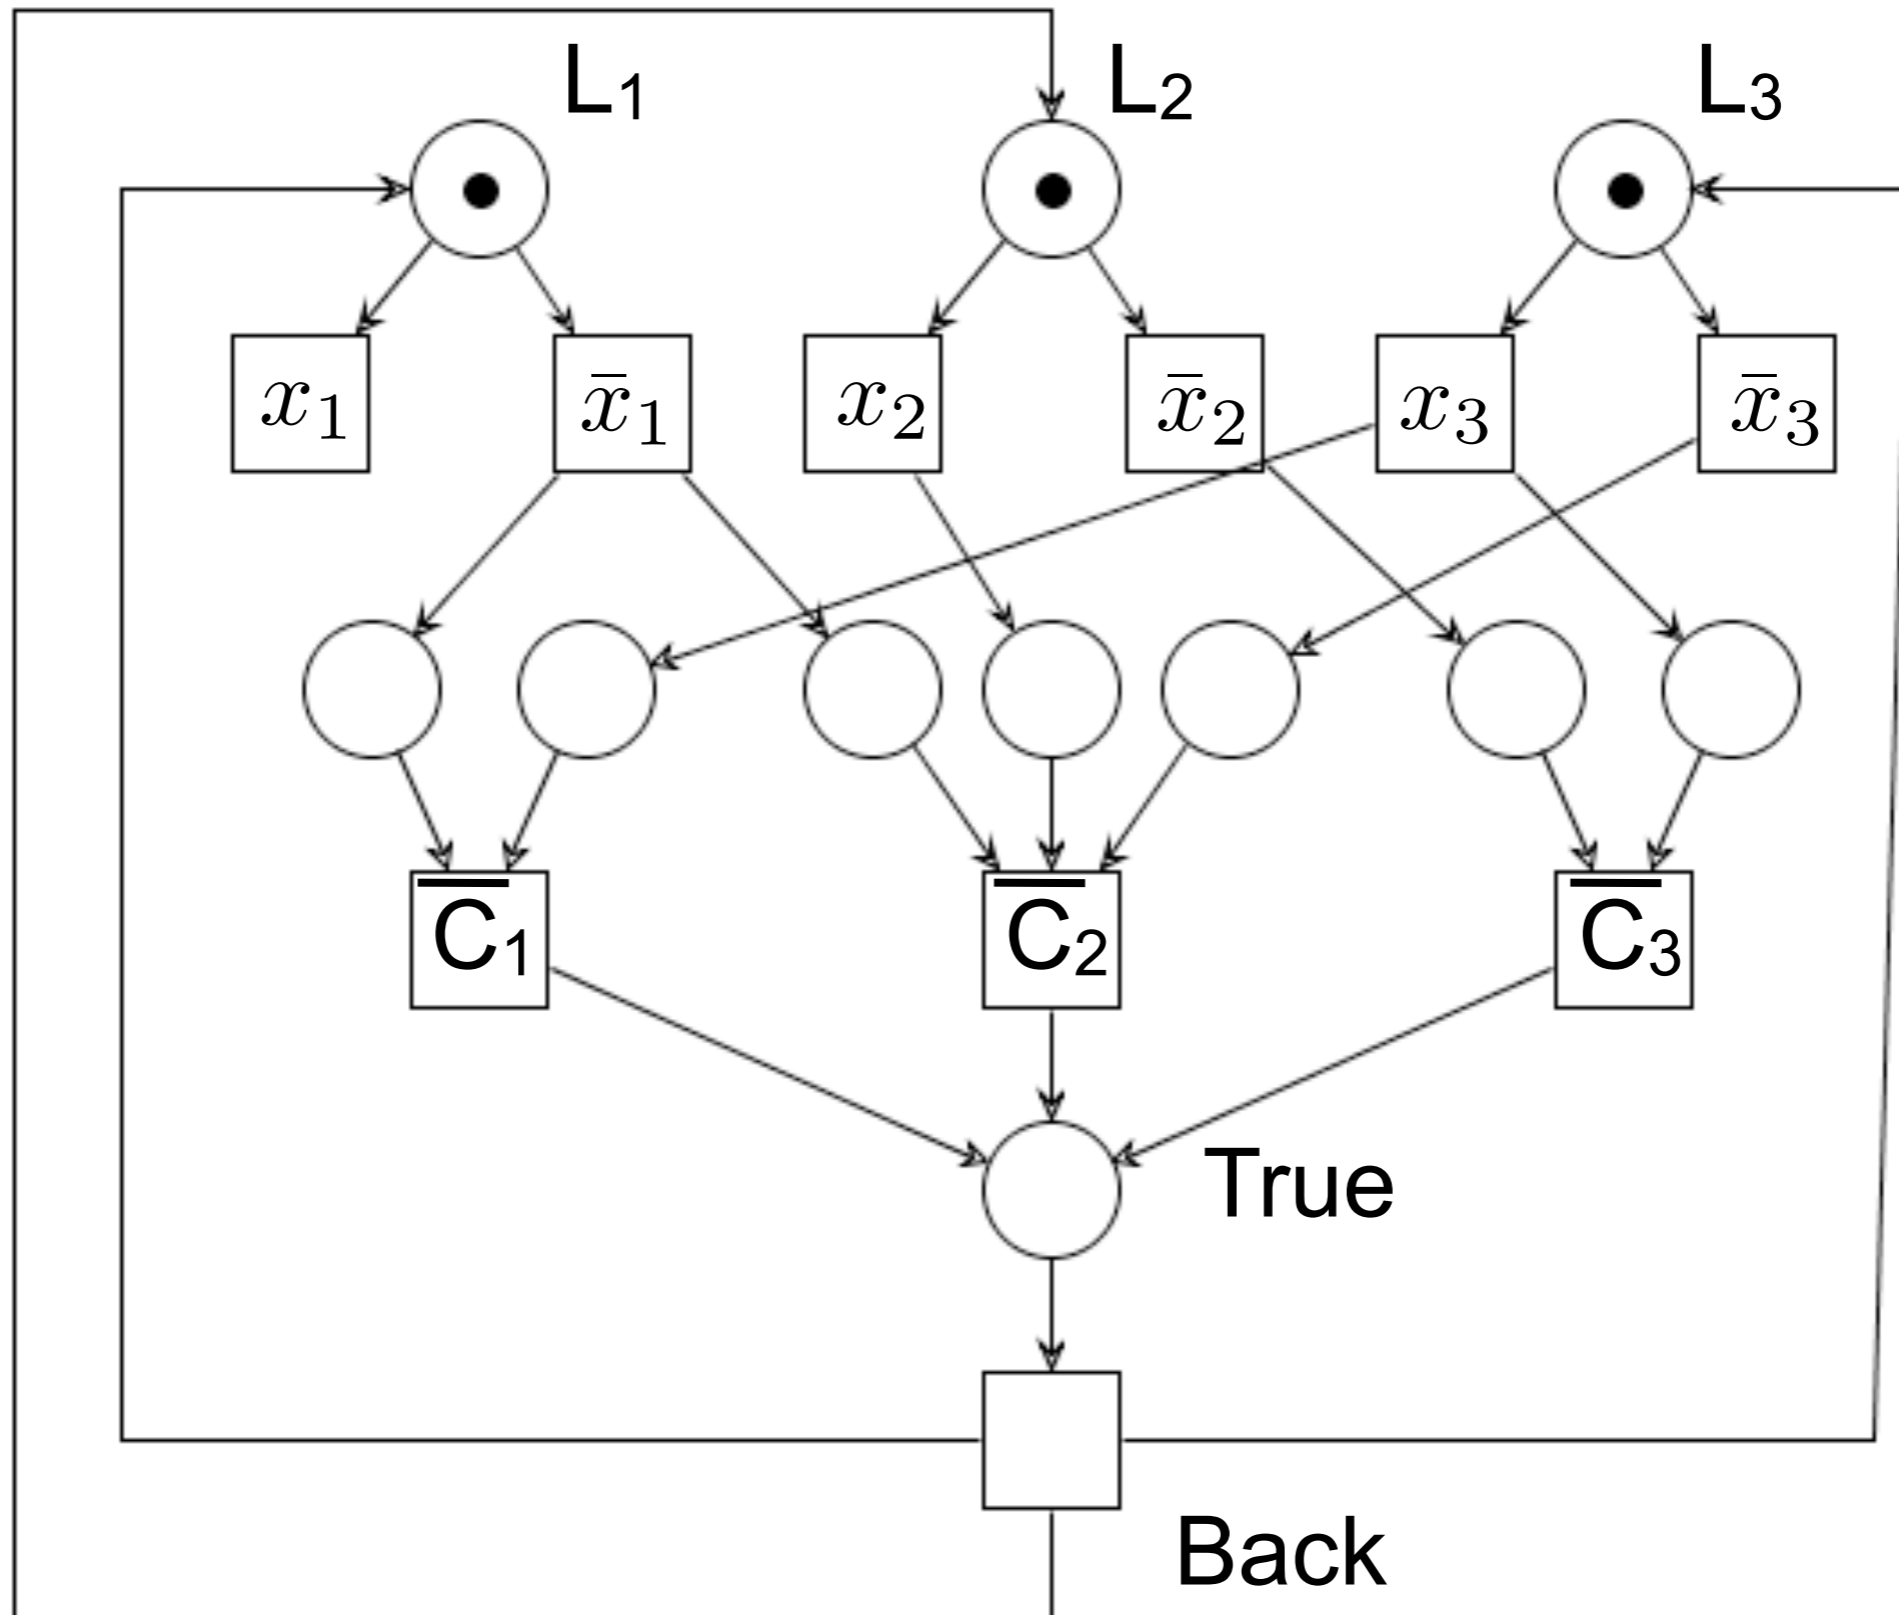 L₁ L₂ L₃
x₁ x̄₁ x₂ x̄₂ x₃ x̄₃
C̅₁ C̅₂ C̅₃
True
Back